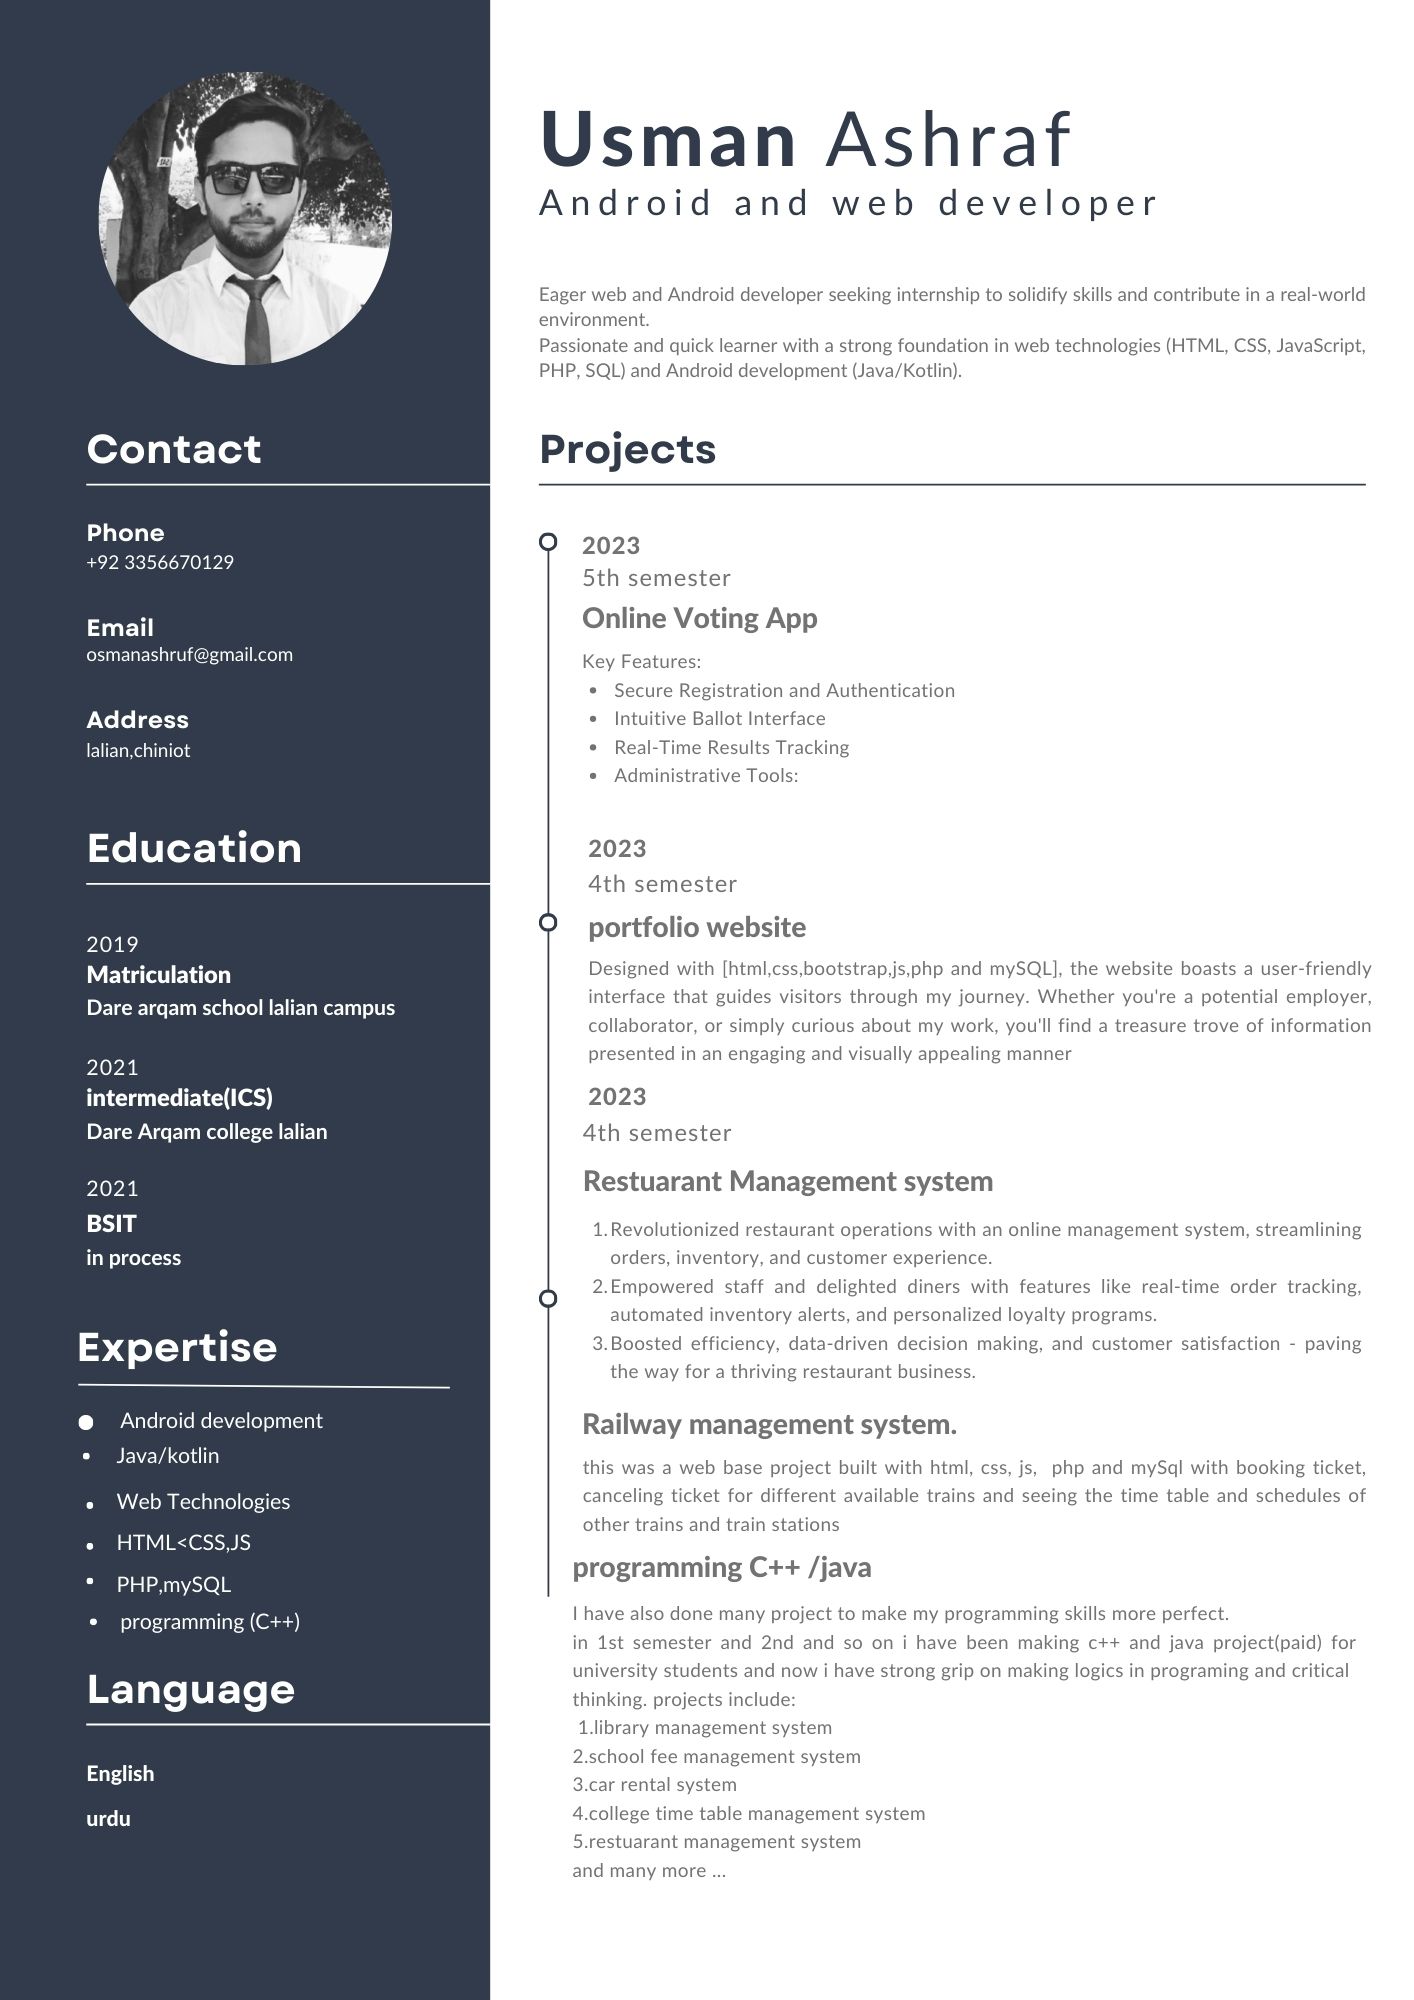 Usman Ashraf
Android and web developer
Eager web and Android developer seeking internship to solidify skills and contribute in a real-world
environment.
Passionate and quick learner with a strong foundation in web technologies (HTML, CSS, JavaScript,
PHP, SQL) and Android development (Java/Kotlin).
Contact
Phone
+92 3356670129
Email
osmanashruf@gmail.com
Address
lalian,chiniot
Education
2019
Matriculation
Dare arqam school lalian campus
2021
intermediate(ICS)
Dare Arqam college lalian
2021
BSIT
in process
Expertise
• Android development
• Java/kotlin
• Web Technologies
• HTML<CSS,JS
• PHP,mySQL
• programming (C++)
Language
English
urdu
Projects
2023
5th semester
Online Voting App
Key Features:
• Secure Registration and Authentication
• Intuitive Ballot Interface
• Real-Time Results Tracking
• Administrative Tools:
2023
4th semester
portfolio website
Designed with [html,css,bootstrap,js,php and mySQL], the website boasts a user-friendly
interface that guides visitors through my journey. Whether you're a potential employer,
collaborator, or simply curious about my work, you'll find a treasure trove of information
presented in an engaging and visually appealing manner
2023
4th semester
Restuarant Management system
1. Revolutionized restaurant operations with an online management system, streamlining
orders, inventory, and customer experience.
2. Empowered staff and delighted diners with features like real-time order tracking,
automated inventory alerts, and personalized loyalty programs.
3. Boosted efficiency, data-driven decision making, and customer satisfaction - paving
the way for a thriving restaurant business.
Railway management system.
this was a web base project built with html, css, js, php and mySql with booking ticket,
canceling ticket for different available trains and seeing the time table and schedules of
other trains and train stations
programming C++ /java
I have also done many project to make my programming skills more perfect.
in 1st semester and 2nd and so on i have been making c++ and java project(paid) for
university students and now i have strong grip on making logics in programing and critical
thinking. projects include:
1.library management system
2.school fee management system
3.car rental system
4.college time table management system
5.restuarant management system
and many more ...